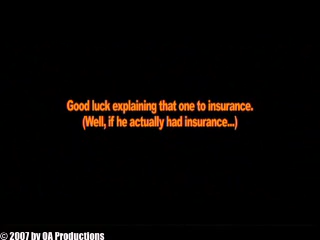 Good luck explaining that one to insurance.
(Well, if he actually had insurance...)
© 2007 by OA Productions